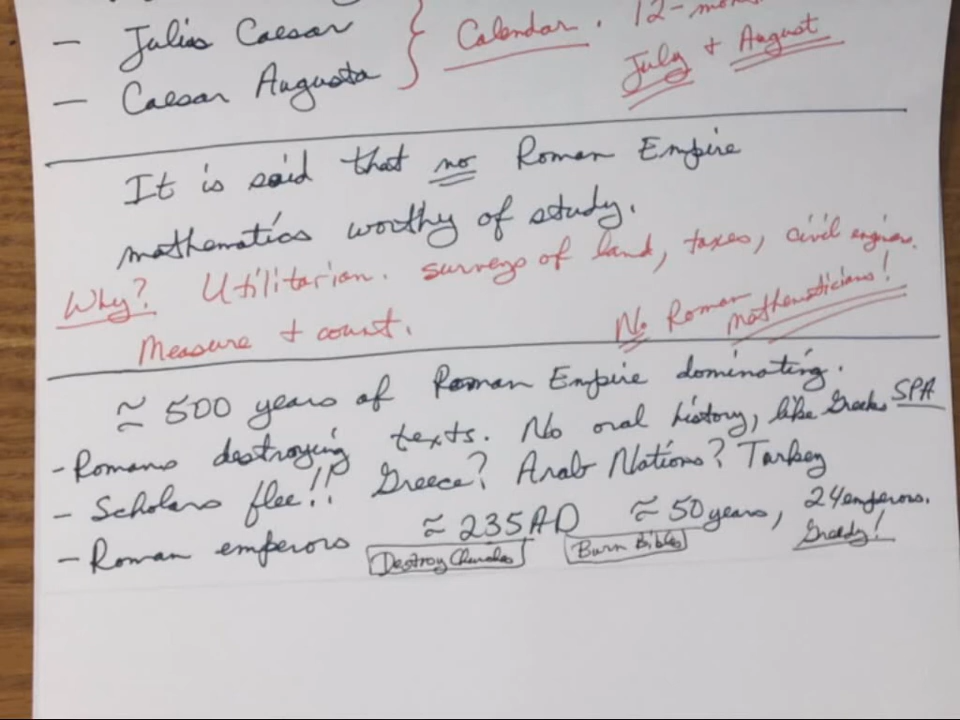 — Julius Caesar } Calendar. 12-mon
— Caesar Augusta July + August
It is said that no Roman Empire
mathematics worthy of study.
Why? Utilitarian. surveys of land, taxes, civil engineer.
Measure + count. No Roman mathematicians!
≈ 500 years of Roman Empire dominating.
- Romans destroying texts. No oral history, like Greeks SPA
- Scholars flee!! Greece? Arab Nations? Turkey
- Roman emperors ≈ 235AD ≈ 50 years, 24 emperors.
Destroy Churches Burn Bibles Greedy!